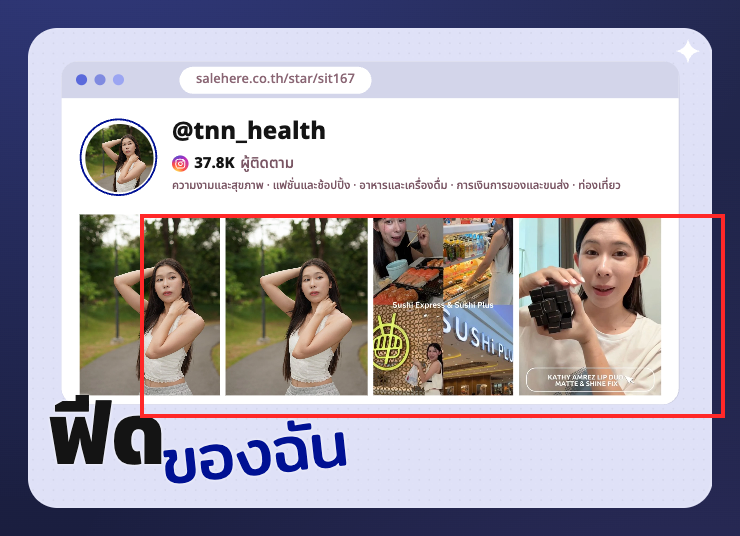 salehere.co.th/star/sit167
@tnn_health
37.8K ผู้ติดตาม
ความงามและสุขภาพ · แฟชั่นและช้อปปิ้ง · อาหารและเครื่องดื่ม · การเงินการของและขนส่ง · ท่องเที่ยว
Sushi Express & Sushi Plus
SUSHi PLU
KATHY AMREZ LIP DUO
MATTE & SHINE FIX
ฟีด
ของฉัน